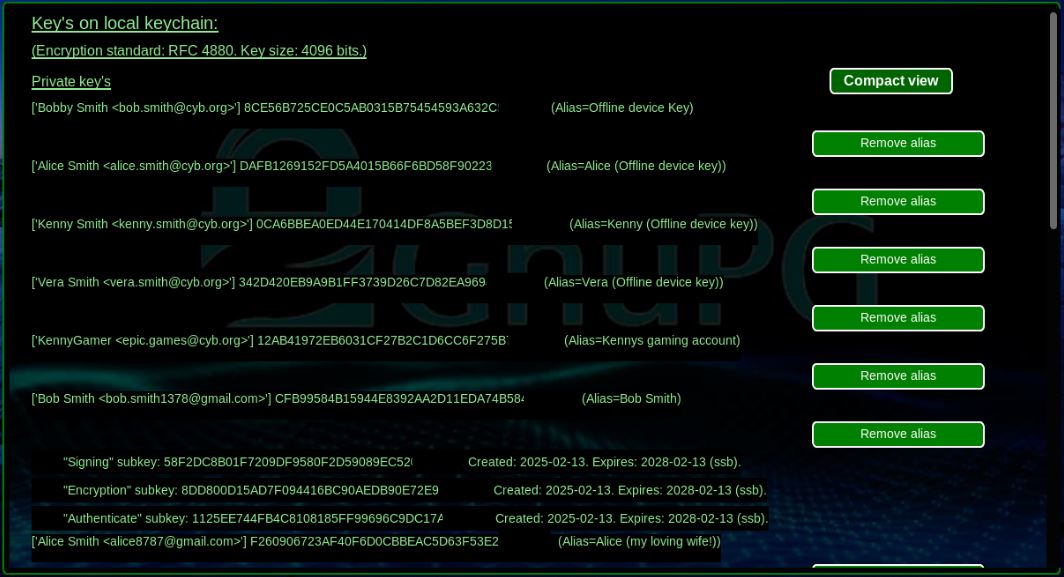 Key's on local keychain:
(Encryption standard: RFC 4880. Key size: 4096 bits.)
Private key's
Compact view
['Bobby Smith <bob.smith@cyb.org>'] 8CE56B725CE0C5AB0315B75454593A632C (Alias=Offline device Key)
Remove alias
['Alice Smith <alice.smith@cyb.org>'] DAFB1269152FD5A4015B66F6BD58F90223 (Alias=Alice (Offline device key))
Remove alias
['Kenny Smith <kenny.smith@cyb.org>'] 0CA6BBEA0ED44E170414DF8A5BEF3D8D15 (Alias=Kenny (Offline device key))
Remove alias
['Vera Smith <vera.smith@cyb.org>'] 342D420EB9A9B1FF3739D26C7D82EA969 (Alias=Vera (Offline device key))
Remove alias
['KennyGamer <epic.games@cyb.org>'] 12AB41972EB6031CF27B2C1D6CC6F275B (Alias=Kennys gaming account)
Remove alias
['Bob Smith <bob.smith1378@gmail.com>'] CFB99584B15944E8392AA2D11EDA74B584 (Alias=Bob Smith)
Remove alias
"Signing" subkey: 58F2DC8B01F7209DF9580F2D59089EC520 Created: 2025-02-13. Expires: 2028-02-13 (ssb).
"Encryption" subkey: 8DD800D15AD7F094416BC90AEDB90E72E9 Created: 2025-02-13. Expires: 2028-02-13 (ssb).
"Authenticate" subkey: 1125EE744FB4C8108185FF99696C9DC17A Created: 2025-02-13. Expires: 2028-02-13 (ssb).
['Alice Smith <alice8787@gmail.com>'] F260906723AF40F6D0CBBEAC5D63F53E2 (Alias=Alice (my loving wife!))
GnuPG